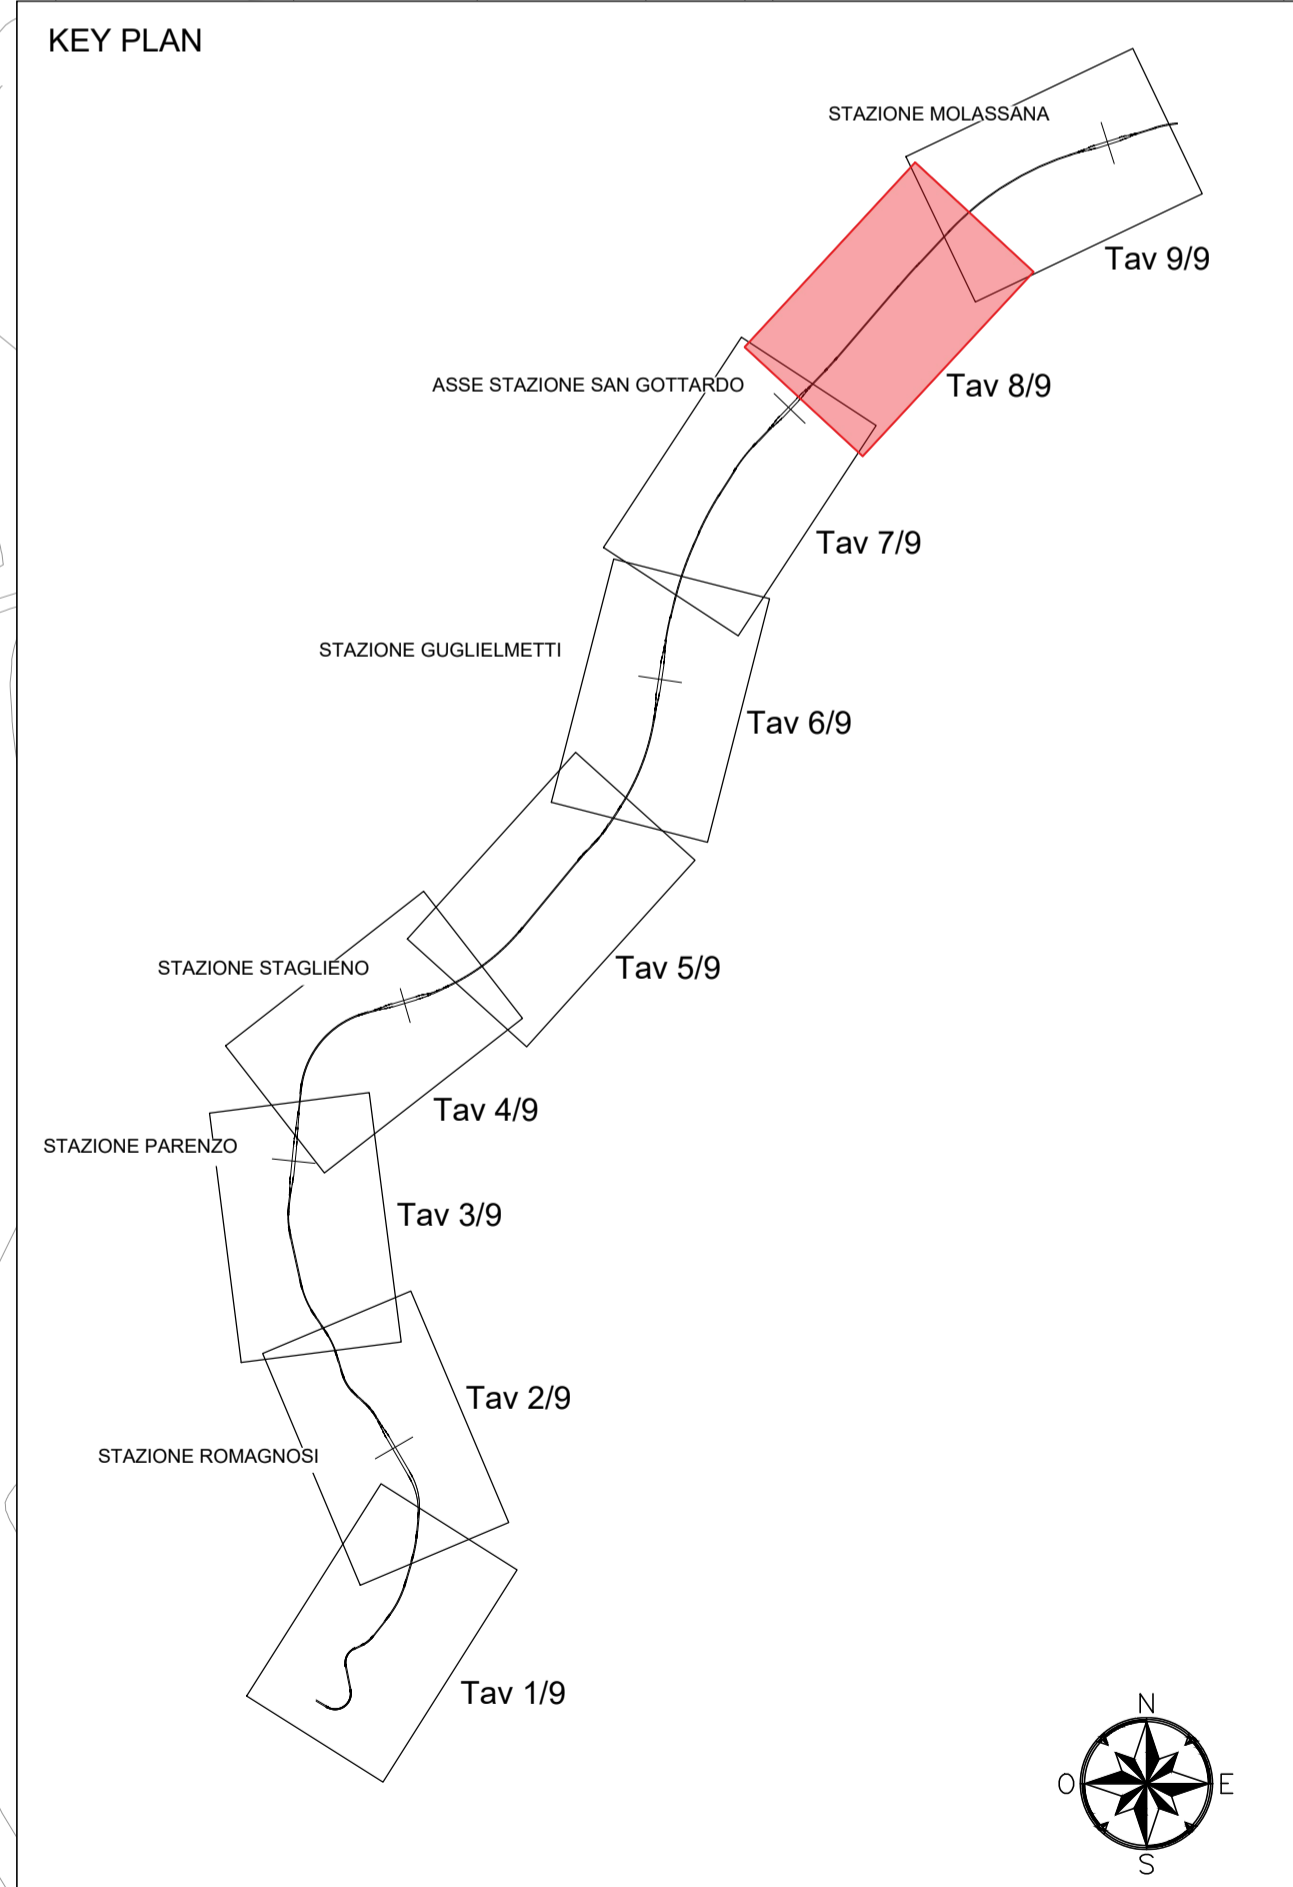 KEY PLAN
STAZIONE MOLASSANA
Tav 9/9
ASSE STAZIONE SAN GOTTARDO
Tav 8/9
Tav 7/9
STAZIONE GUGLIELMETTI
Tav 6/9
STAZIONE STAGLIENO
Tav 5/9
Tav 4/9
STAZIONE PARENZO
Tav 3/9
Tav 2/9
STAZIONE ROMAGNOSI
Tav 1/9
N
O
E
S